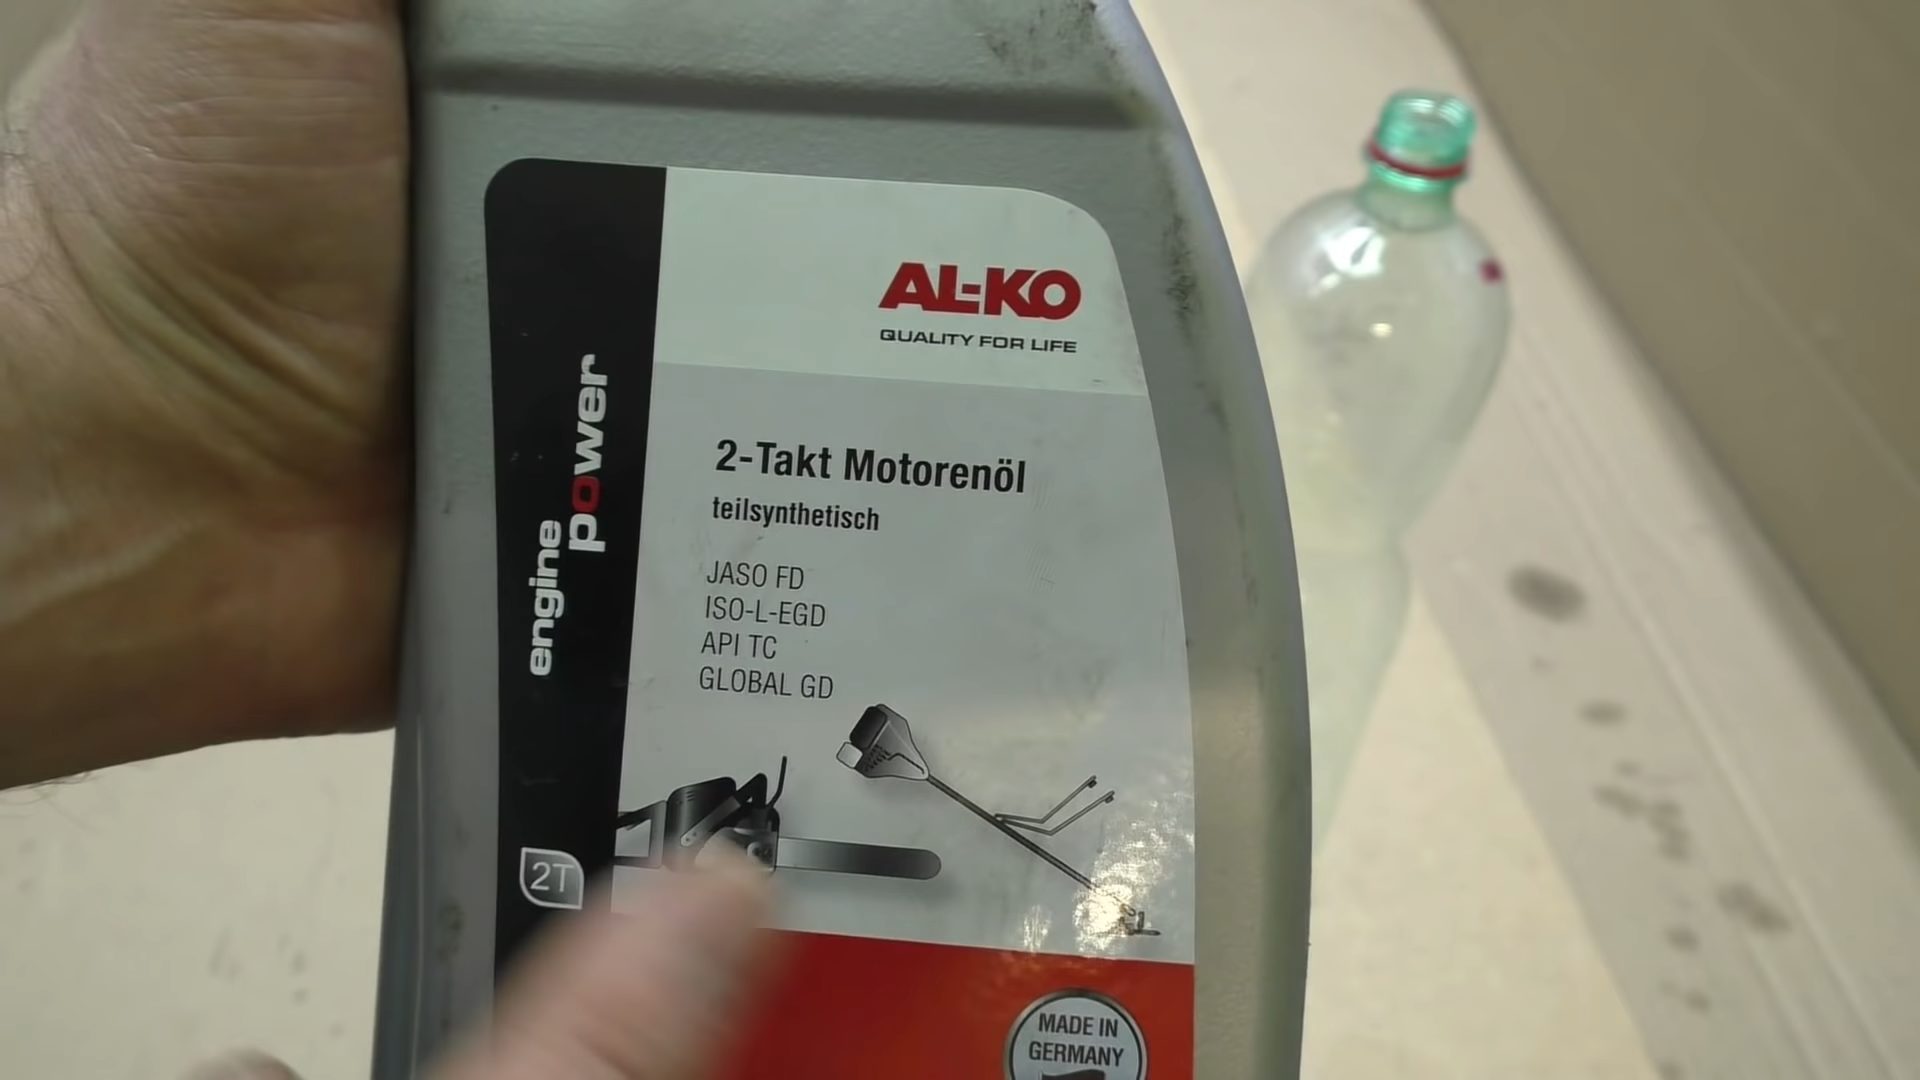 AL-KO
QUALITY FOR LIFE
engine
power
2-Takt Motorenöl
teilsynthetisch
JASO FD
ISO-L-EGD
API TC
GLOBAL GD
2T
MADE IN
GERMANY